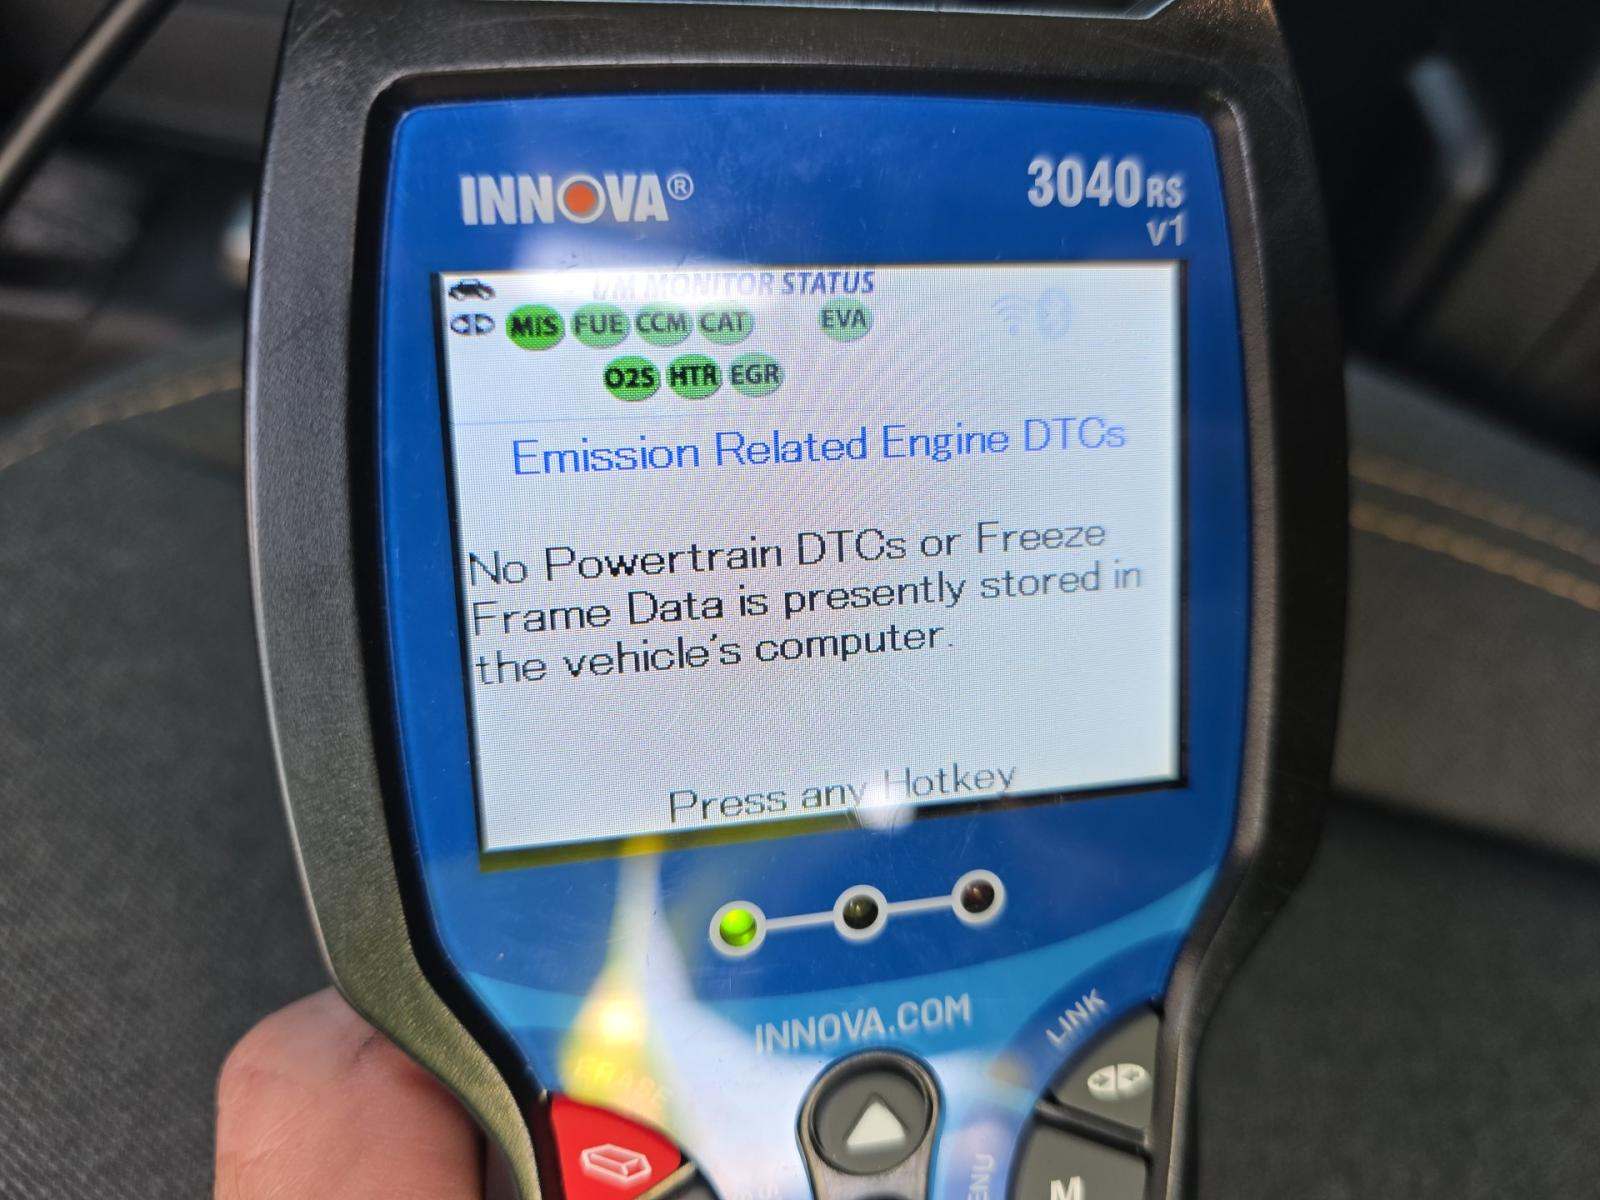 INNOVA®
3040RS
v1
I/M MONITOR STATUS
MIS FUE CCM CAT EVA
O2S HTR EGR
Emission Related Engine DTCs
No Powertrain DTCs or Freeze
Frame Data is presently stored in
the vehicle's computer.
Press any Hotkey
INNOVA.COM
LINK
ERASE
M